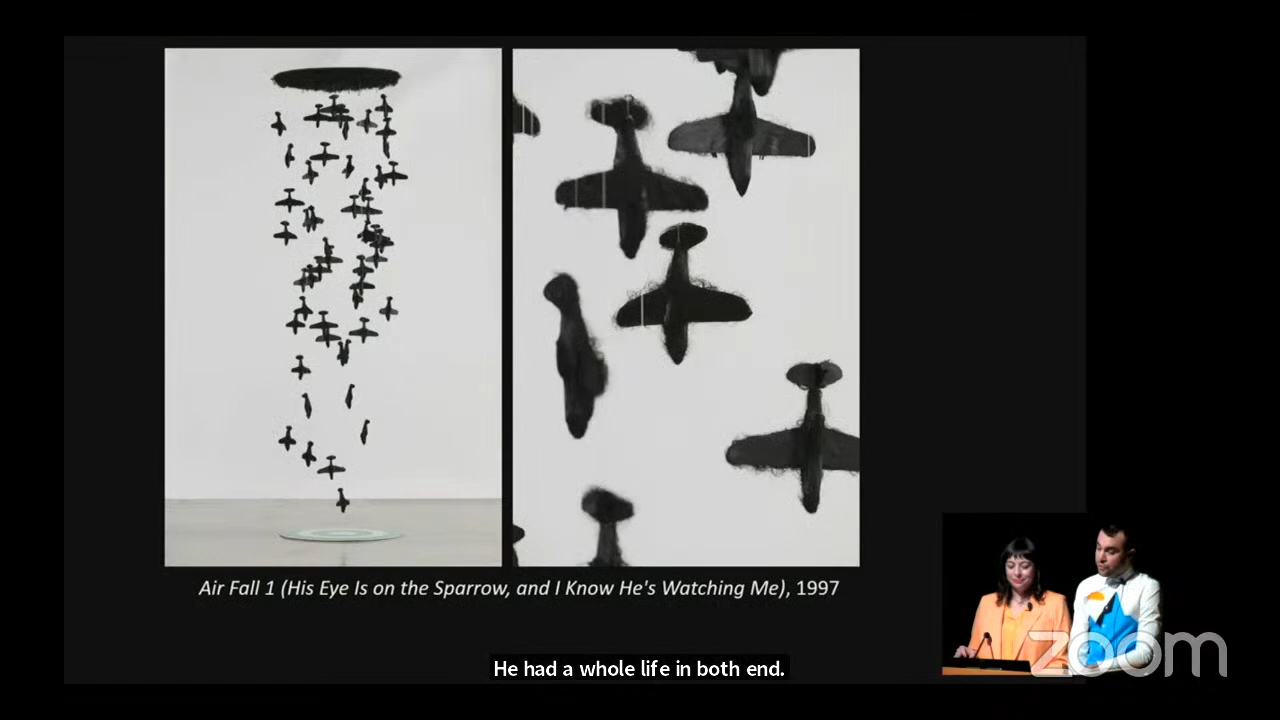 Air Fall 1 (His Eye Is on the Sparrow, and I Know He's Watching Me), 1997
He had a whole life in both end.
zoom